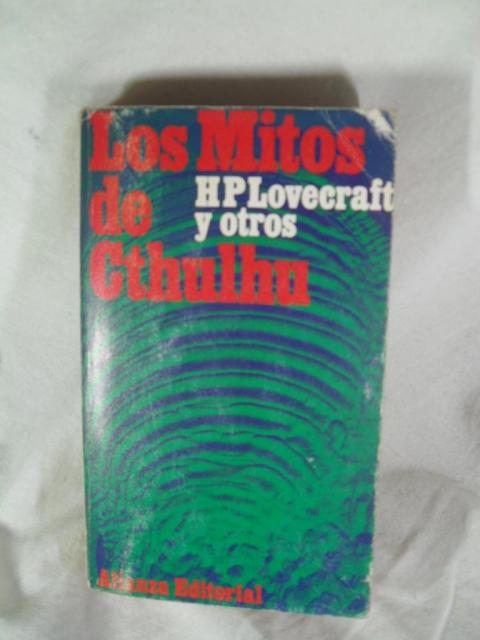 Los Mitos
de
Cthulhu
HPLovecraft
y otros
Alianza Editorial